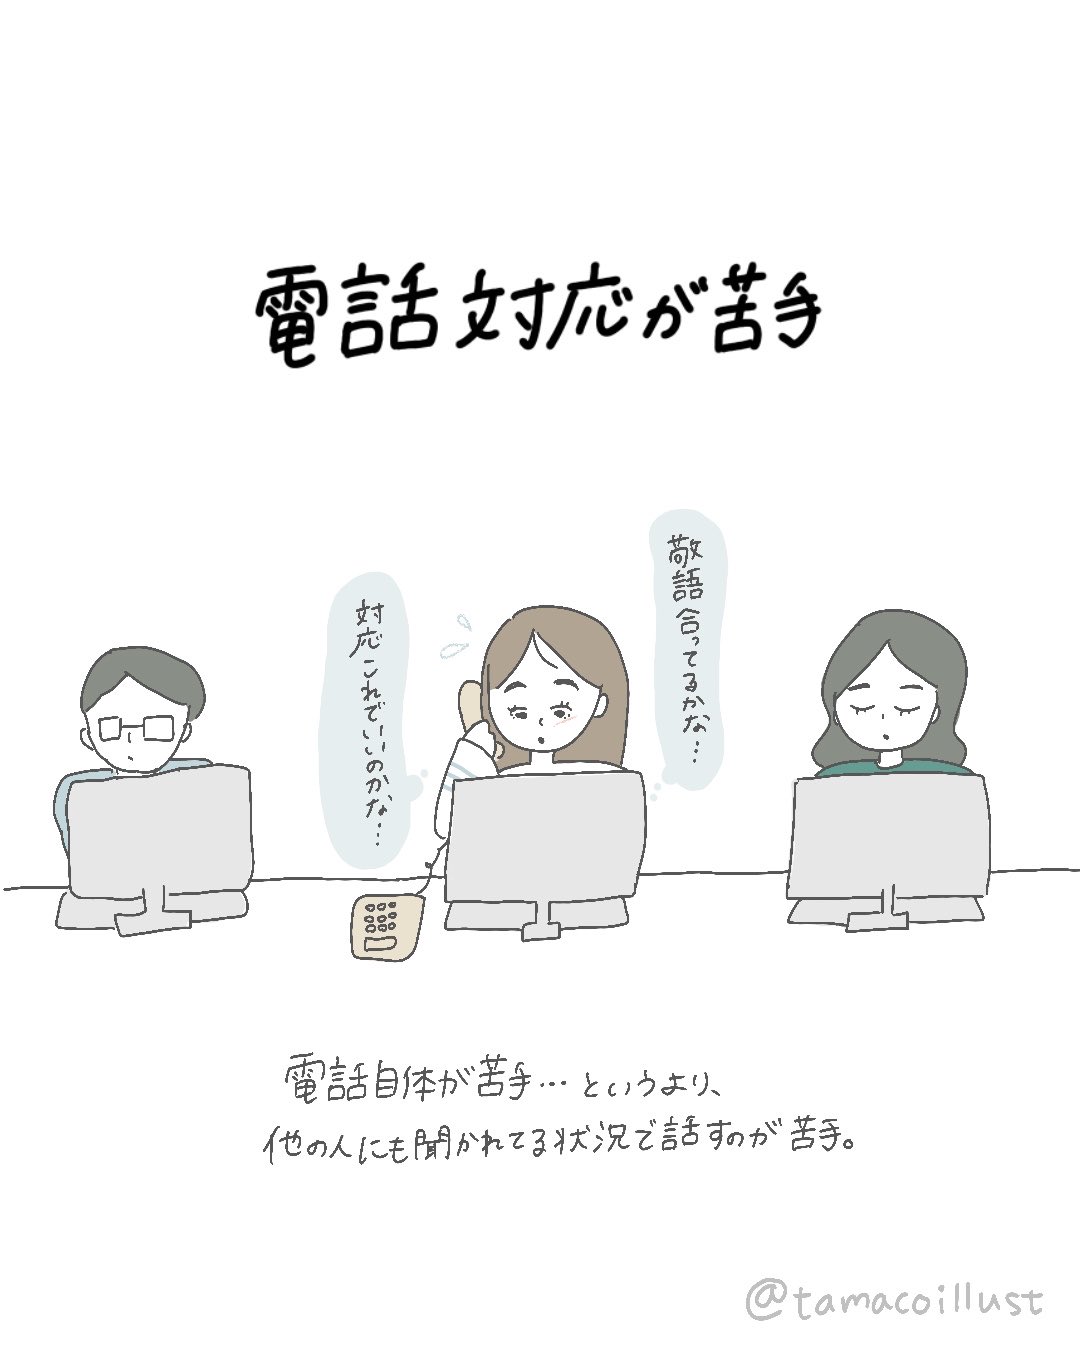 電話対応が苦手
敬語合ってるかな…
対応これでいいのかな…
電話自体が苦手…というより、
他の人にも聞かれてる状況で話すのが苦手。
@tamacoillust